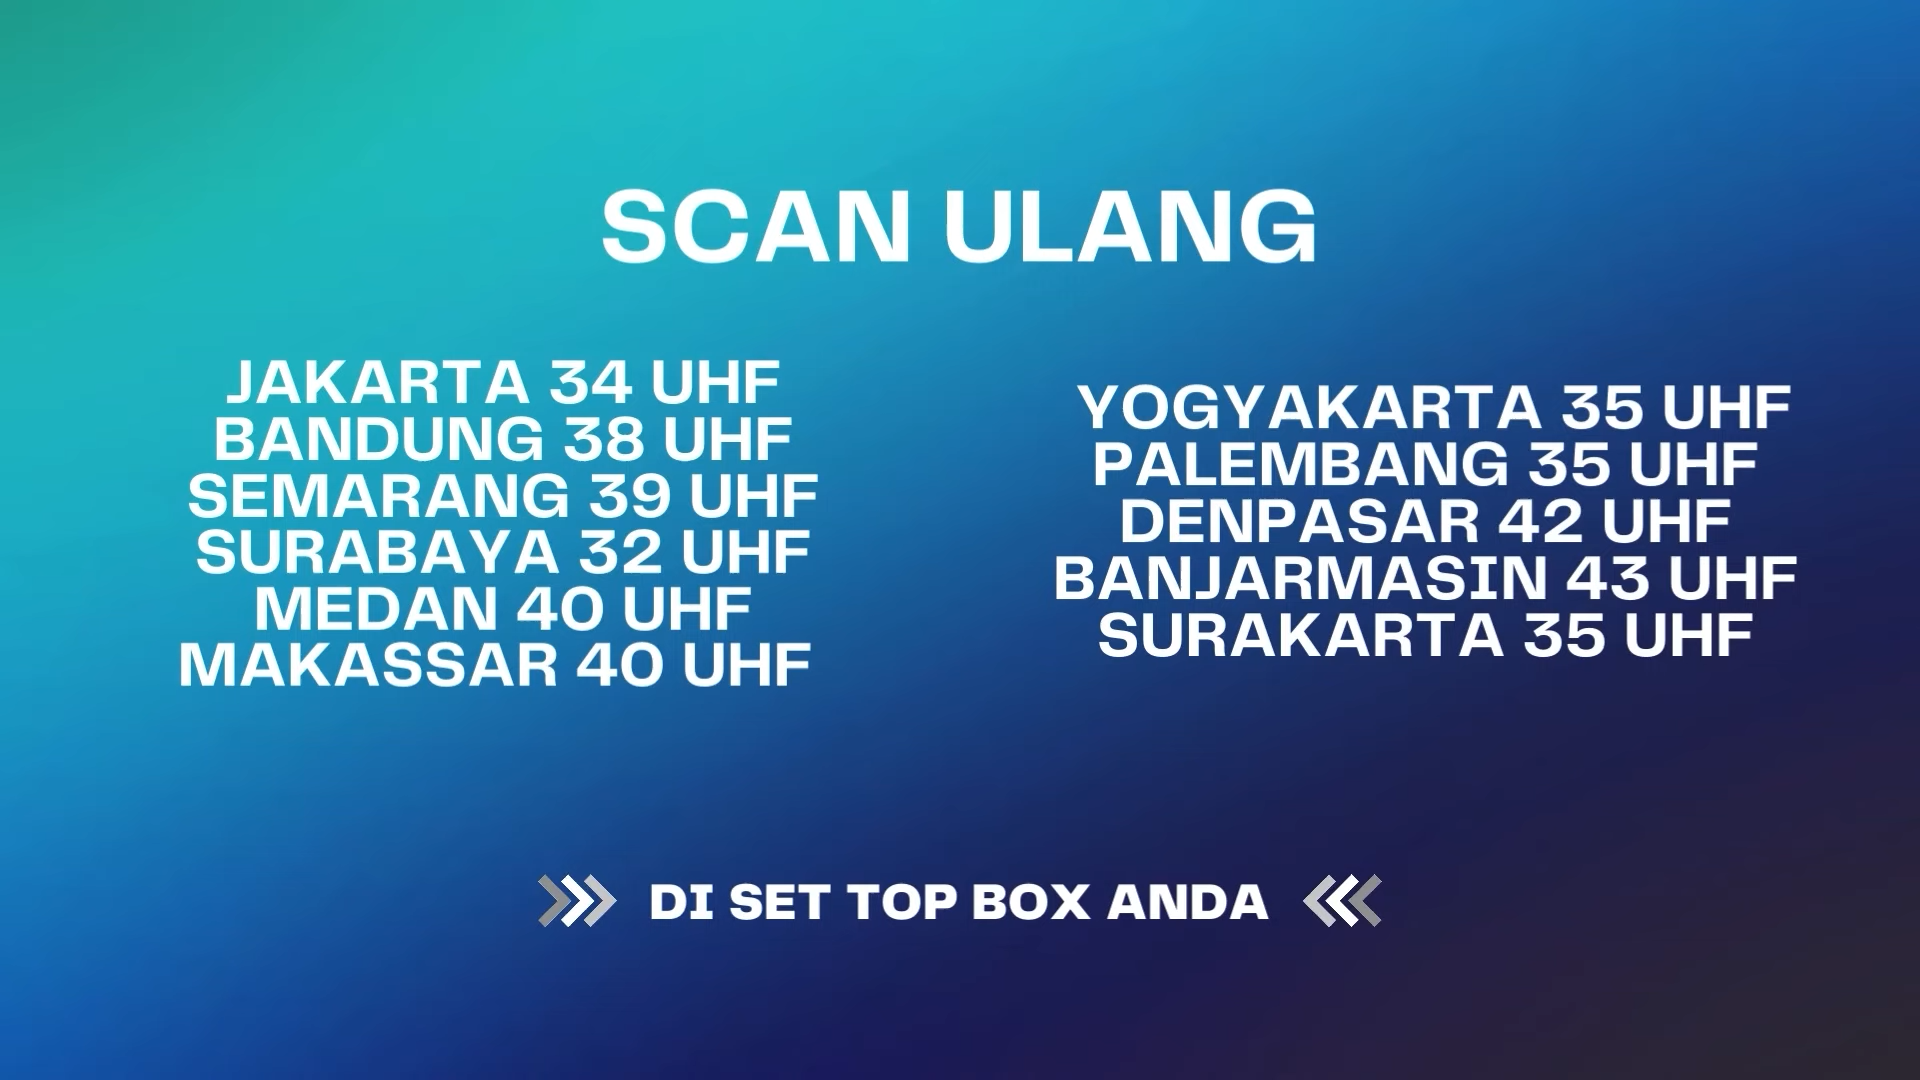 SCAN ULANG
JAKARTA 34 UHF
BANDUNG 38 UHF
SEMARANG 39 UHF
SURABAYA 32 UHF
MEDAN 40 UHF
MAKASSAR 40 UHF
YOGYAKARTA 35 UHF
PALEMBANG 35 UHF
DENPASAR 42 UHF
BANJARMASIN 43 UHF
SURAKARTA 35 UHF
DI SET TOP BOX ANDA